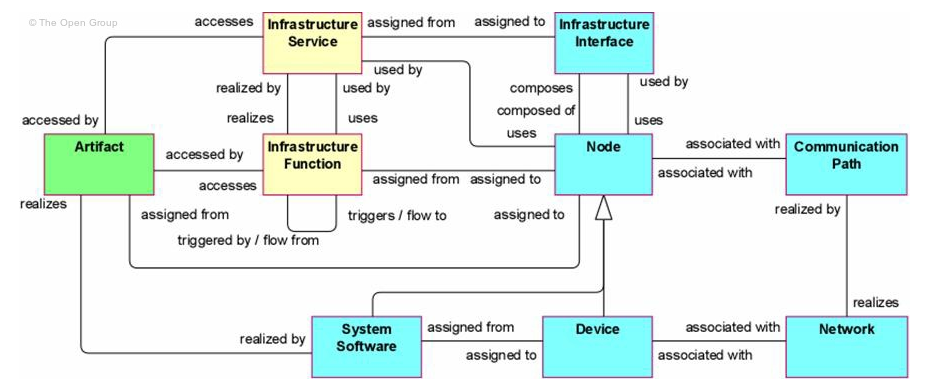 © The Open Group
accesses
Infrastructure
Service
assigned from
assigned to
Infrastructure
Interface
used by
realized by
used by
composes
used by
composed of
realizes
uses
uses
uses
accessed by
Artifact
accessed by
Infrastructure
Function
Node
associated with
Communication
Path
accesses
assigned from
assigned to
associated with
realizes
assigned from
triggers / flow to
assigned to
realized by
triggered by / flow from
realizes
realized by
System
Software
assigned from
assigned to
Device
associated with
associated with
Network